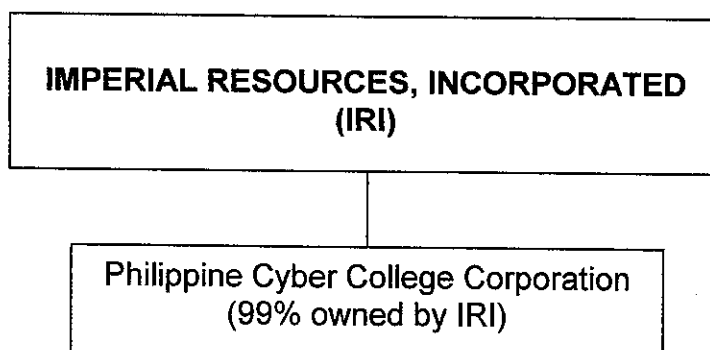 IMPERIAL RESOURCES, INCORPORATED
(IRI)
Philippine Cyber College Corporation
(99% owned by IRI)